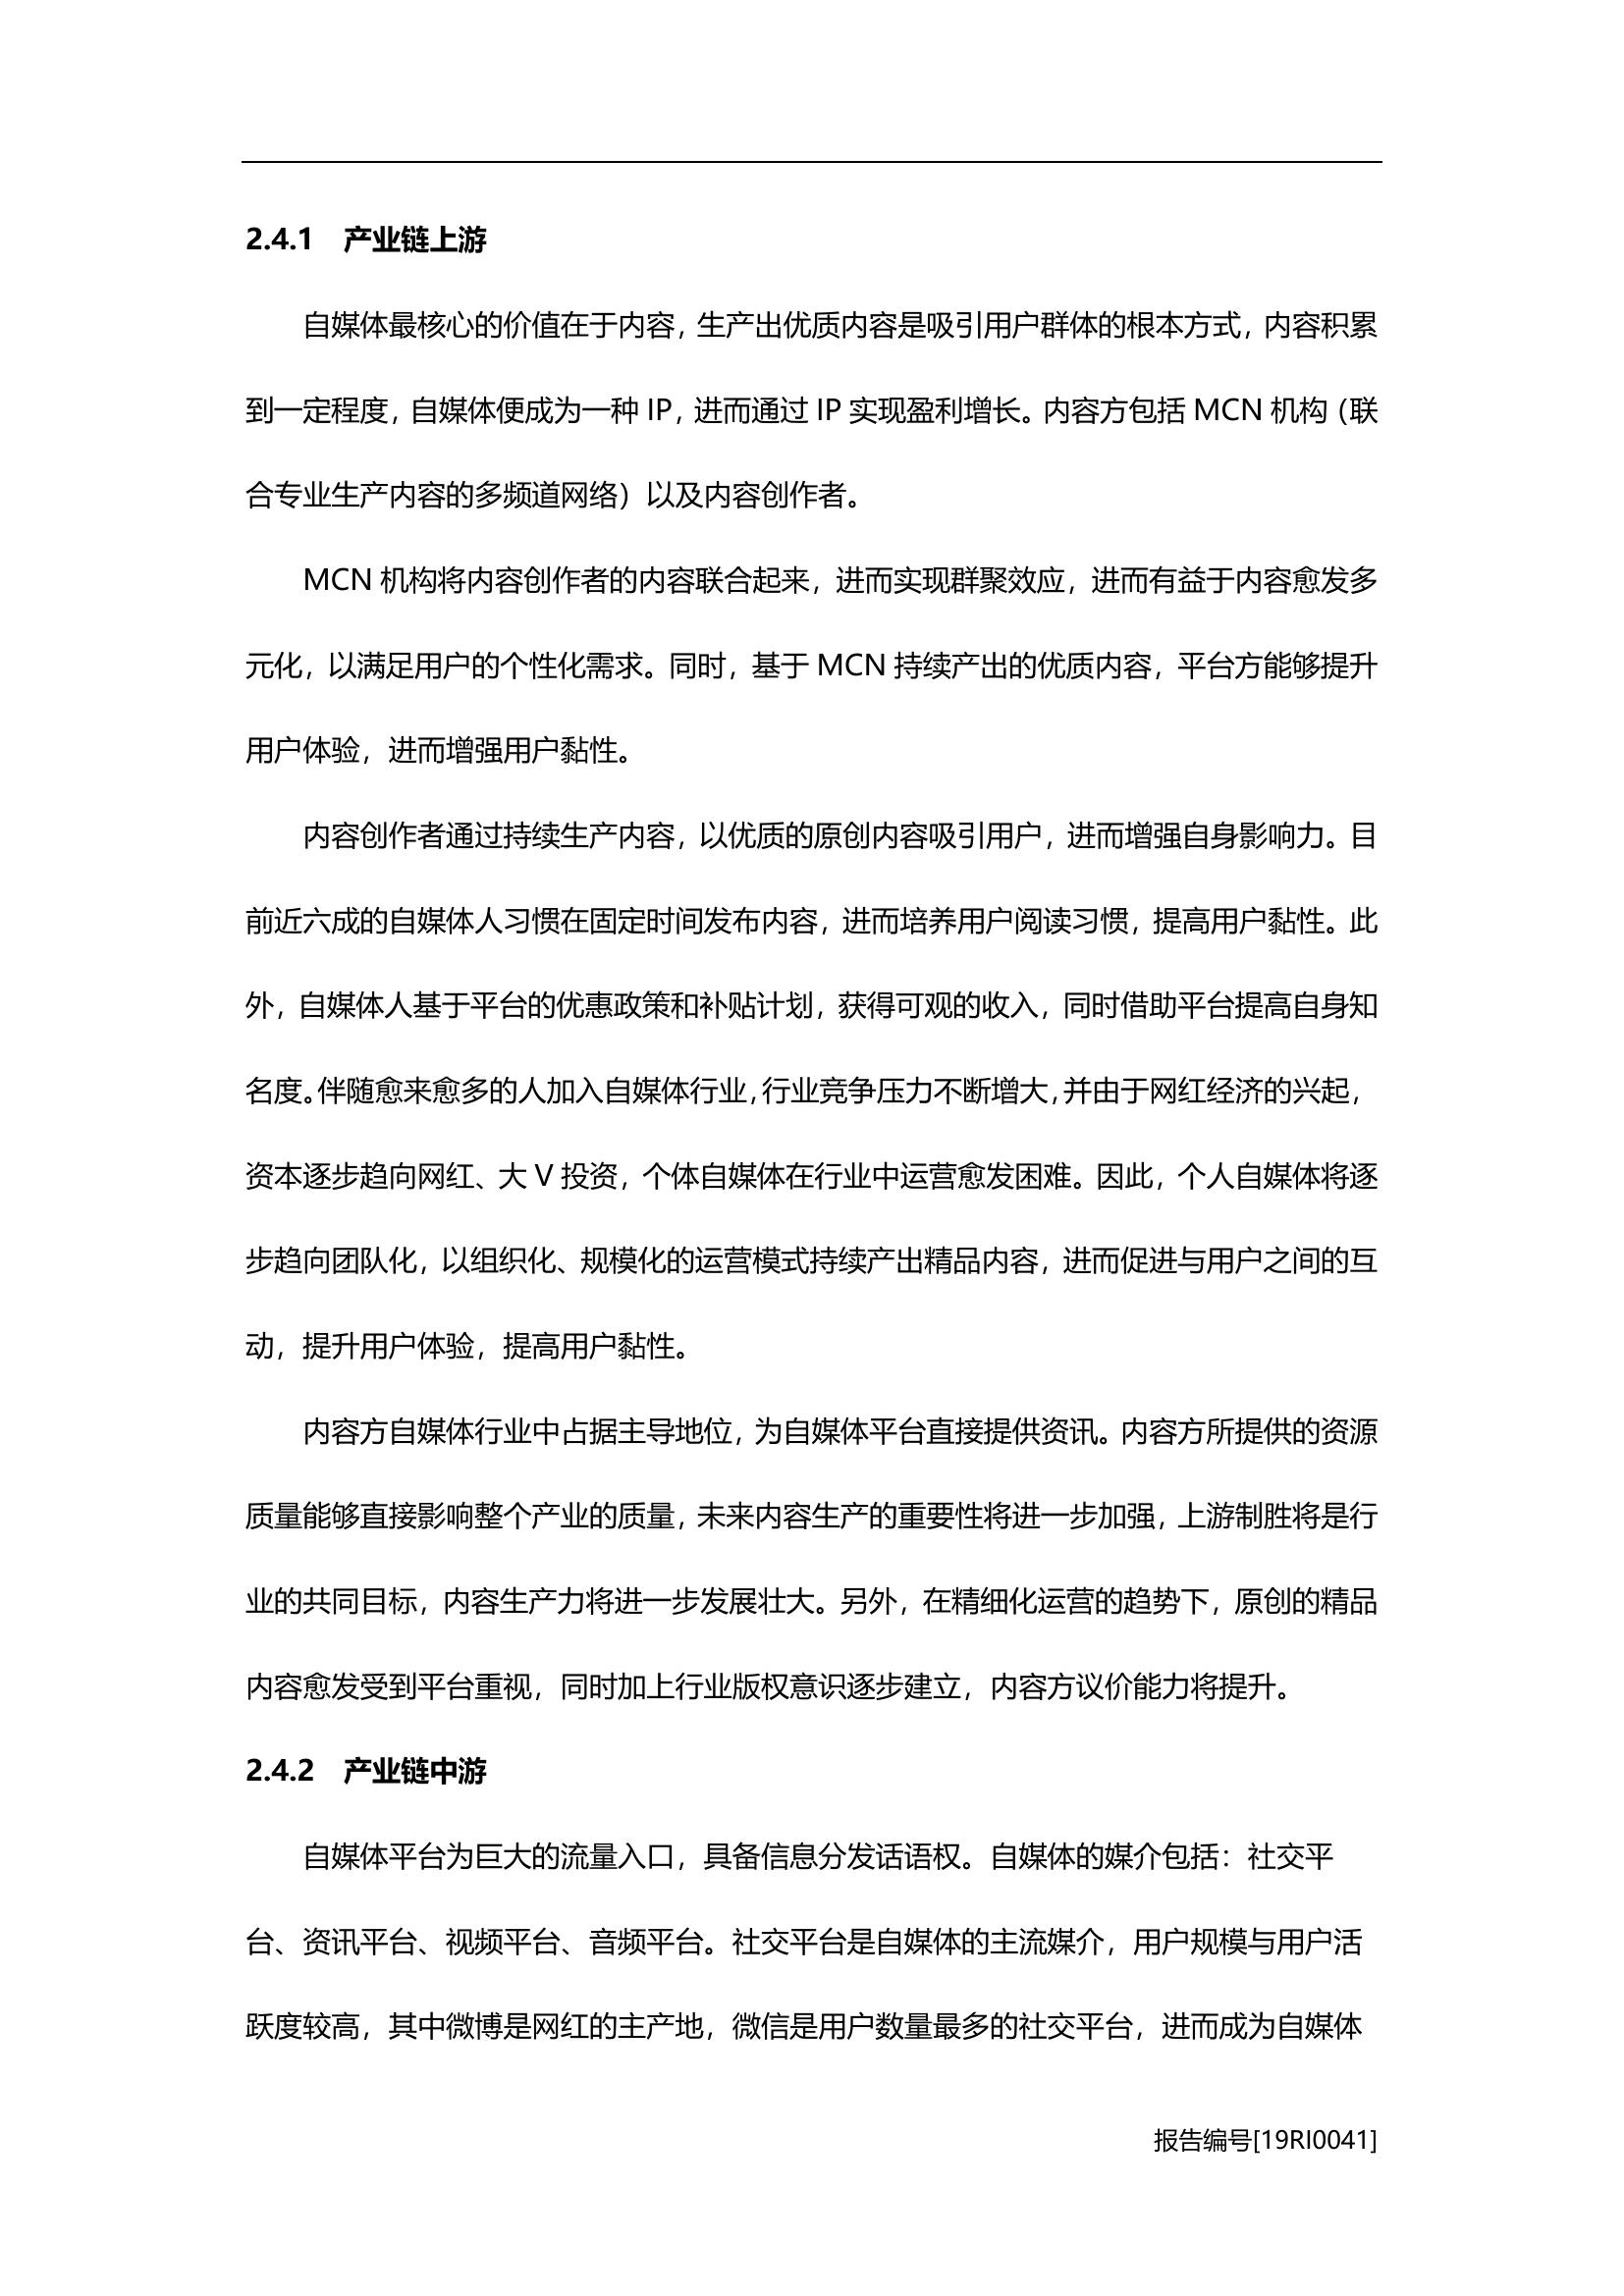 2.4.1 产业链上游
自媒体最核心的价值在于内容，生产出优质内容是吸引用户群体的根本方式，内容积累
到一定程度，自媒体便成为一种 IP，进而通过 IP 实现盈利增长。内容方包括 MCN 机构（联
合专业生产内容的多频道网络）以及内容创作者。
MCN 机构将内容创作者的内容联合起来，进而实现群聚效应，进而有益于内容愈发多
元化，以满足用户的个性化需求。同时，基于 MCN 持续产出的优质内容，平台方能够提升
用户体验，进而增强用户黏性。
内容创作者通过持续生产内容，以优质的原创内容吸引用户，进而增强自身影响力。目
前近六成的自媒体人习惯在固定时间发布内容，进而培养用户阅读习惯，提高用户黏性。此
外，自媒体人基于平台的优惠政策和补贴计划，获得可观的收入，同时借助平台提高自身知
名度。伴随愈来愈多的人加入自媒体行业，行业竞争压力不断增大，并由于网红经济的兴起，
资本逐步趋向网红、大 V 投资，个体自媒体在行业中运营愈发困难。因此，个人自媒体将逐
步趋向团队化，以组织化、规模化的运营模式持续产出精品内容，进而促进与用户之间的互
动，提升用户体验，提高用户黏性。
内容方自媒体行业中占据主导地位，为自媒体平台直接提供资讯。内容方所提供的资源
质量能够直接影响整个产业的质量，未来内容生产的重要性将进一步加强，上游制胜将是行
业的共同目标，内容生产力将进一步发展壮大。另外，在精细化运营的趋势下，原创的精品
内容愈发受到平台重视，同时加上行业版权意识逐步建立，内容方议价能力将提升。
2.4.2 产业链中游
自媒体平台为巨大的流量入口，具备信息分发话语权。自媒体的媒介包括：社交平
台、资讯平台、视频平台、音频平台。社交平台是自媒体的主流媒介，用户规模与用户活
跃度较高，其中微博是网红的主产地，微信是用户数量最多的社交平台，进而成为自媒体
报告编号[19RI0041]